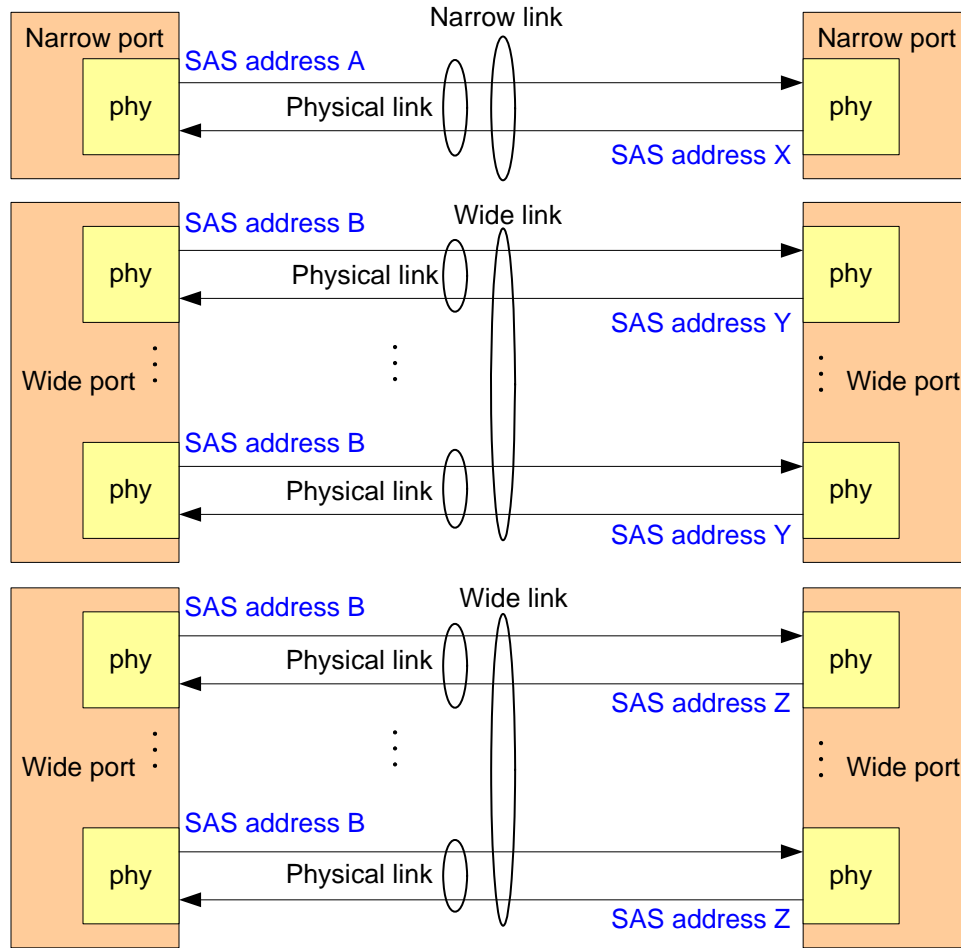 Narrow link
Narrow port
Narrow port
SAS address A
phy
Physical link
phy
SAS address X
Wide link
SAS address B
phy
Physical link
phy
SAS address Y
Wide port
Wide port
SAS address B
phy
Physical link
phy
SAS address Y
Wide link
SAS address B
phy
Physical link
phy
SAS address Z
Wide port
Wide port
SAS address B
phy
Physical link
phy
SAS address Z